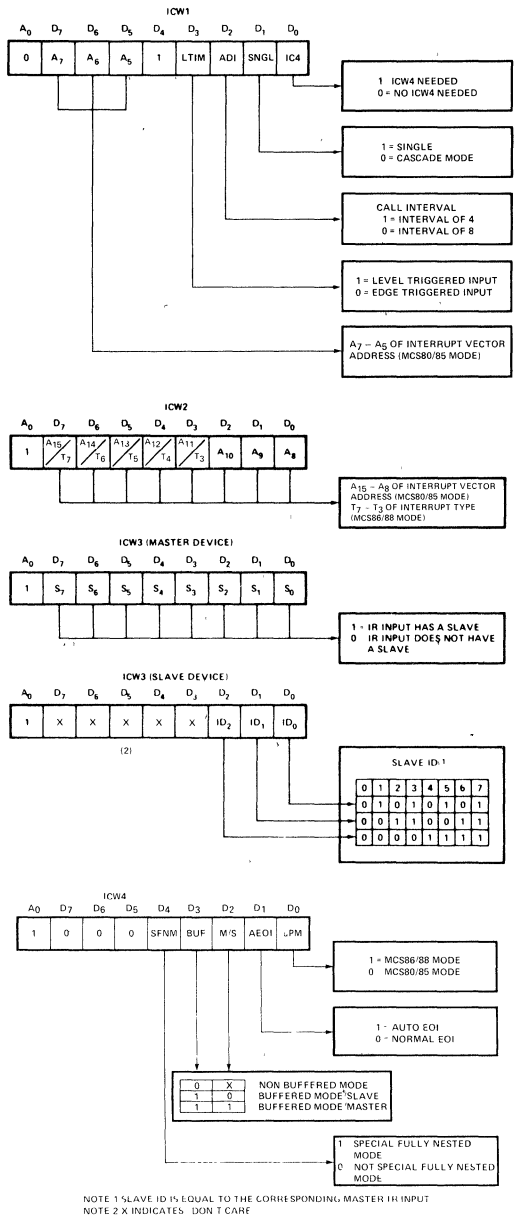 ICW1
A0 D7 D6 D5 D4 D3 D2 D1 D0
0 A7 A6 A5 1 LTIM ADI SNGL IC4
1 ICW4 NEEDED
0 = NO ICW4 NEEDED
1 = SINGLE
0 = CASCADE MODE
CALL INTERVAL
1 = INTERVAL OF 4
0 = INTERVAL OF 8
1 = LEVEL TRIGGERED INPUT
0 = EDGE TRIGGERED INPUT
A7 – A5 OF INTERRUPT VECTOR
ADDRESS (MCS80/85 MODE)
ICW2
A0 D7 D6 D5 D4 D3 D2 D1 D0
1 A15/T7 A14/T6 A13/T5 A12/T4 A11/T3 A10 A9 A8
A15 – A8 OF INTERRUPT VECTOR
ADDRESS (MCS80/85 MODE)
T7 – T3 OF INTERRUPT TYPE
(MCS86/88 MODE)
ICW3 (MASTER DEVICE)
A0 D7 D6 D5 D4 D3 D2 D1 D0
1 S7 S6 S5 S4 S3 S2 S1 S0
1 = IR INPUT HAS A SLAVE
0 IR INPUT DOES NOT HAVE
A SLAVE
ICW3 (SLAVE DEVICE)
A0 D7 D6 D5 D4 D3 D2 D1 D0
1 X X X X X ID2 ID1 ID0
(2)
SLAVE ID 1
0 1 2 3 4 5 6 7
0 1 0 1 0 1 0 1
0 0 1 1 0 0 1 1
0 0 0 0 1 1 1 1
ICW4
A0 D7 D6 D5 D4 D3 D2 D1 D0
1 0 0 0 SFNM BUF M/S AEOI µPM
1 = MCS86/88 MODE
0 MCS80/85 MODE
1 - AUTO EOI
0 - NORMAL EOI
0 X NON BUFFERED MODE
1 0 BUFFERED MODE SLAVE
1 1 BUFFERED MODE MASTER
1 SPECIAL FULLY NESTED
MODE
0 NOT SPECIAL FULLY NESTED
MODE
NOTE 1 SLAVE ID IS EQUAL TO THE CORRESPONDING MASTER IR INPUT
NOTE 2 X INDICATES DON T CARE